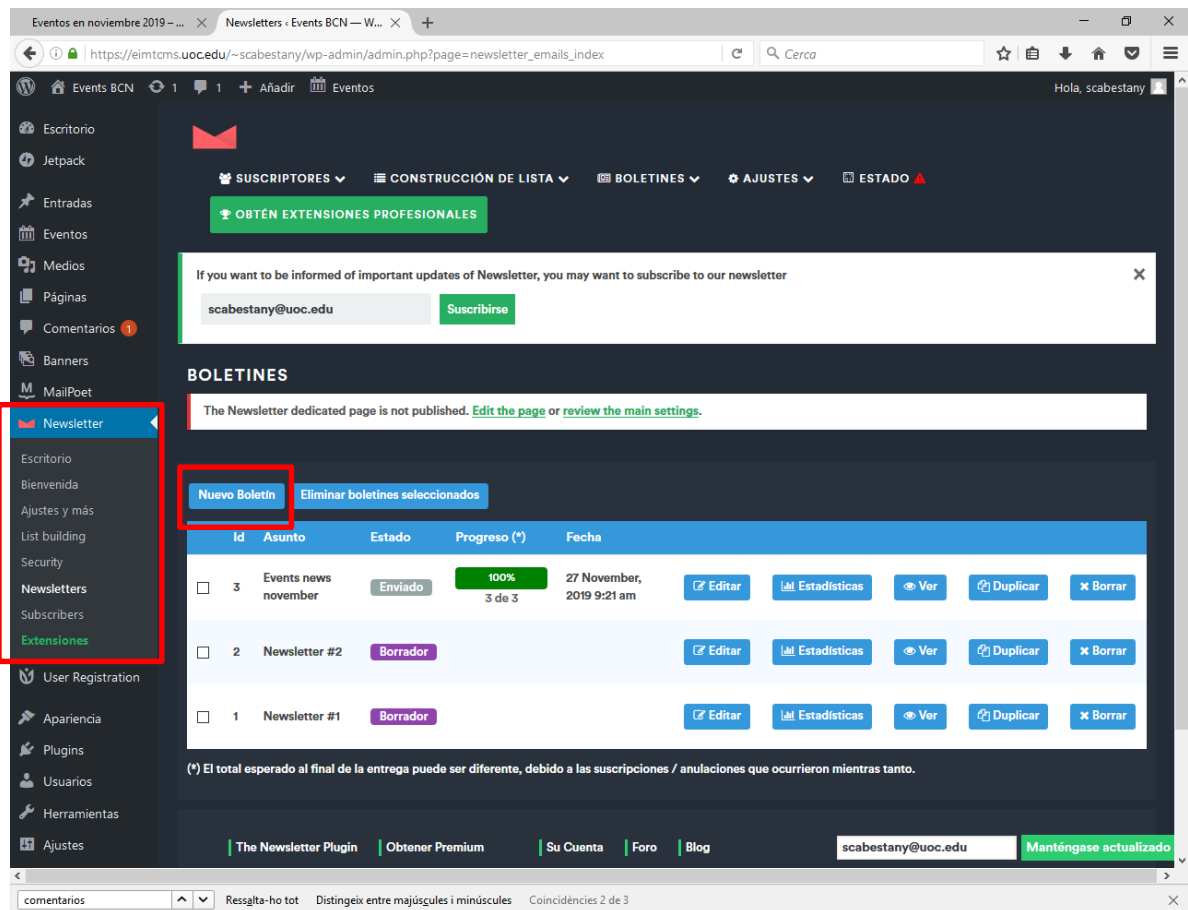 Eventos en noviembre 2019 – ...
Newsletters ‹ Events BCN — W...
https://eimtcms.uoc.edu/~scabestany/wp-admin/admin.php?page=newsletter_emails_index
Cerca
Events BCN 1 1 Añadir Eventos Hola, scabestany
Escritorio
Jetpack
Entradas
Eventos
Medios
Páginas
Comentarios 1
Banners
MailPoet
Newsletter
Escritorio
Bienvenida
Ajustes y más
List building
Security
Newsletters
Subscribers
Extensiones
User Registration
Apariencia
Plugins
Usuarios
Herramientas
Ajustes
SUSCRIPTORES CONSTRUCCIÓN DE LISTA BOLETINES AJUSTES ESTADO
OBTÉN EXTENSIONES PROFESIONALES
If you want to be informed of important updates of Newsletter, you may want to subscribe to our newsletter
scabestany@uoc.edu Suscribirse
BOLETINES
The Newsletter dedicated page is not published. Edit the page or review the main settings.
Nuevo Boletín Eliminar boletines seleccionados
Id Asunto Estado Progreso (*) Fecha
3 Events news november Enviado 100% 3 de 3 27 November, 2019 9:21 am Editar Estadísticas Ver Duplicar Borrar
2 Newsletter #2 Borrador Editar Estadísticas Ver Duplicar Borrar
1 Newsletter #1 Borrador Editar Estadísticas Ver Duplicar Borrar
(*) El total esperado al final de la entrega puede ser diferente, debido a las suscripciones / anulaciones que ocurrieron mientras tanto.
The Newsletter Plugin Obtener Premium Su Cuenta Foro Blog scabestany@uoc.edu Manténgase actualizado
comentarios Ressalta-ho tot Distingeix entre majúscules i minúscules Coincidències 2 de 3